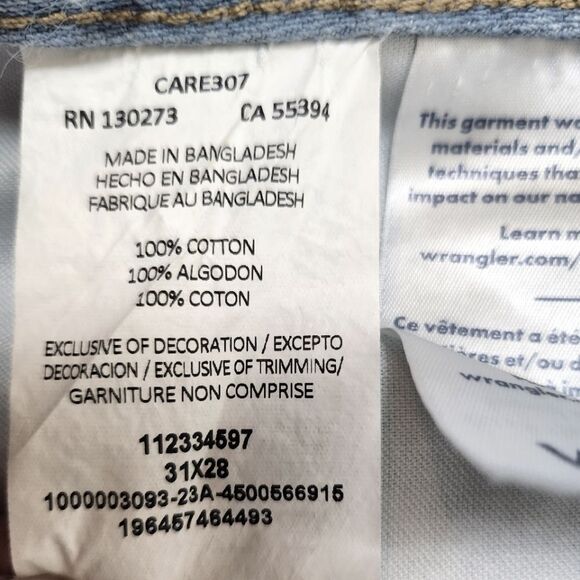 CARE307
RN 130273 CA 55394
MADE IN BANGLADESH
HECHO EN BANGLADESH
FABRIQUE AU BANGLADESH
100% COTTON
100% ALGODON
100% COTON
EXCLUSIVE OF DECORATION / EXCEPTO
DECORACION / EXCLUSIVE OF TRIMMING/
GARNITURE NON COMPRISE
112334597
31X28
1000003093-23A-4500566915
196457464493
This garment
materials and/
techniques
impact on our
Learn
wrangler.com/
Ce vêtement a
et/ou